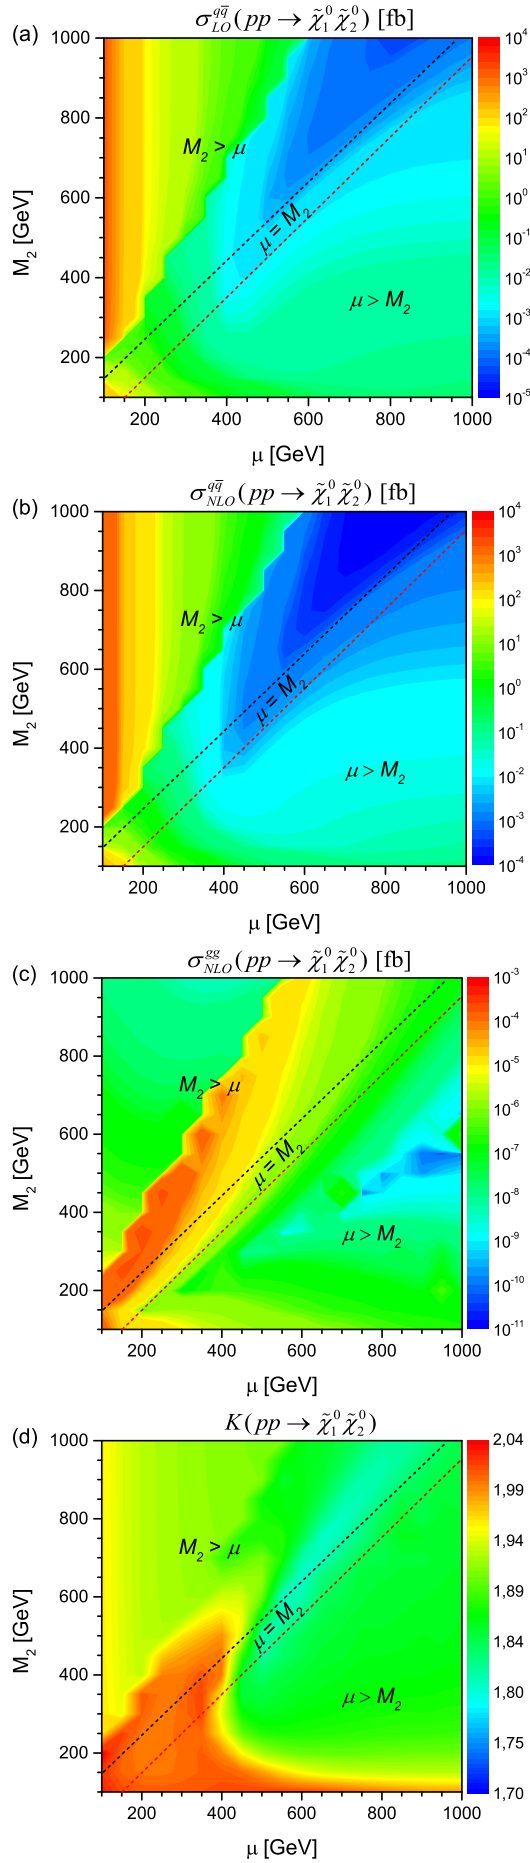 (a) σ_LO^{qq̅}(pp → χ̃₁⁰ χ̃₂⁰) [fb]
M₂ [GeV]
1000
800
600
400
200
M₂ > μ
μ = M₂
μ > M₂
200 400 600 800 1000
μ [GeV]
10⁴
10³
10²
10¹
10⁰
10⁻¹
10⁻²
10⁻³
10⁻⁴
10⁻⁵
(b) σ_NLO^{qq̅}(pp → χ̃₁⁰ χ̃₂⁰) [fb]
M₂ [GeV]
1000
800
600
400
200
M₂ > μ
μ = M₂
μ > M₂
200 400 600 800 1000
μ [GeV]
10⁴
10³
10²
10¹
10⁰
10⁻¹
10⁻²
10⁻³
10⁻⁴
(c) σ_NLO^{gg}(pp → χ̃₁⁰ χ̃₂⁰) [fb]
M₂ [GeV]
1000
800
600
400
200
M₂ > μ
μ = M₂
μ > M₂
200 400 600 800 1000
μ [GeV]
10⁻³
10⁻⁴
10⁻⁵
10⁻⁶
10⁻⁷
10⁻⁸
10⁻⁹
10⁻¹⁰
10⁻¹¹
(d) K(pp → χ̃₁⁰ χ̃₂⁰)
M₂ [GeV]
1000
800
600
400
200
M₂ > μ
μ = M₂
μ > M₂
200 400 600 800 1000
μ [GeV]
2,04
1,99
1,94
1,89
1,84
1,79
1,75
1,70